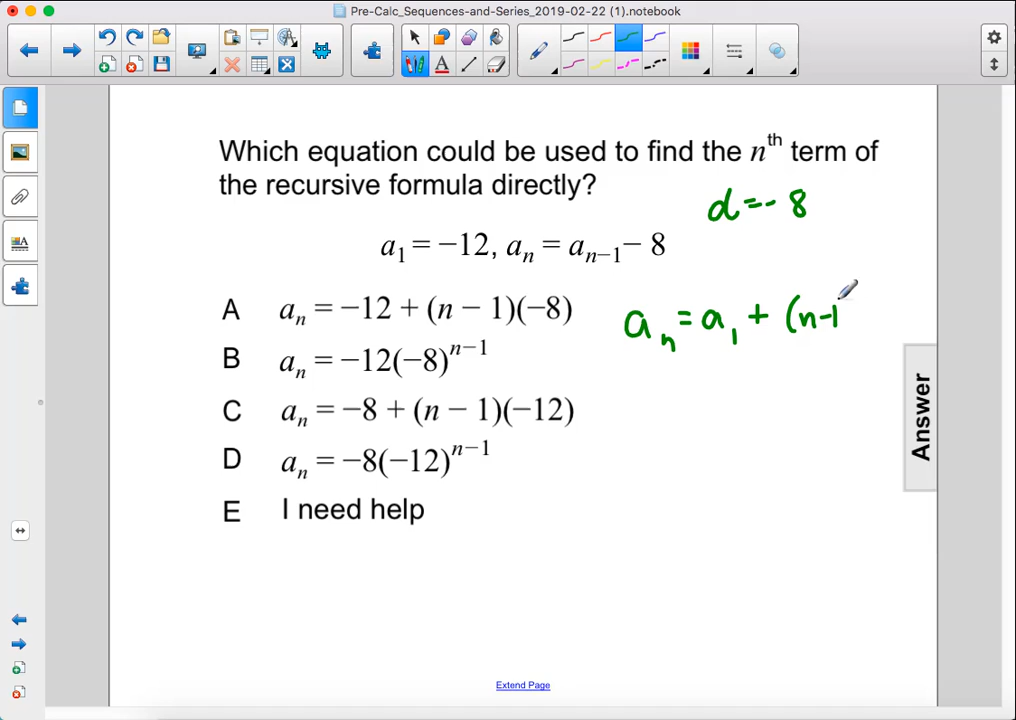 Pre-Calc_Sequences-and-Series_2019-02-22 (1).notebook
Which equation could be used to find the nᵗʰ term of
the recursive formula directly?
d = - 8
a₁ = −12, aₙ = aₙ₋₁ − 8
A aₙ = −12 + (n − 1)(−8)
aₙ = a₁ + (n-1
B aₙ = −12(−8)ⁿ⁻¹
C aₙ = −8 + (n − 1)(−12)
D aₙ = −8(−12)ⁿ⁻¹
E I need help
Answer
Extend Page